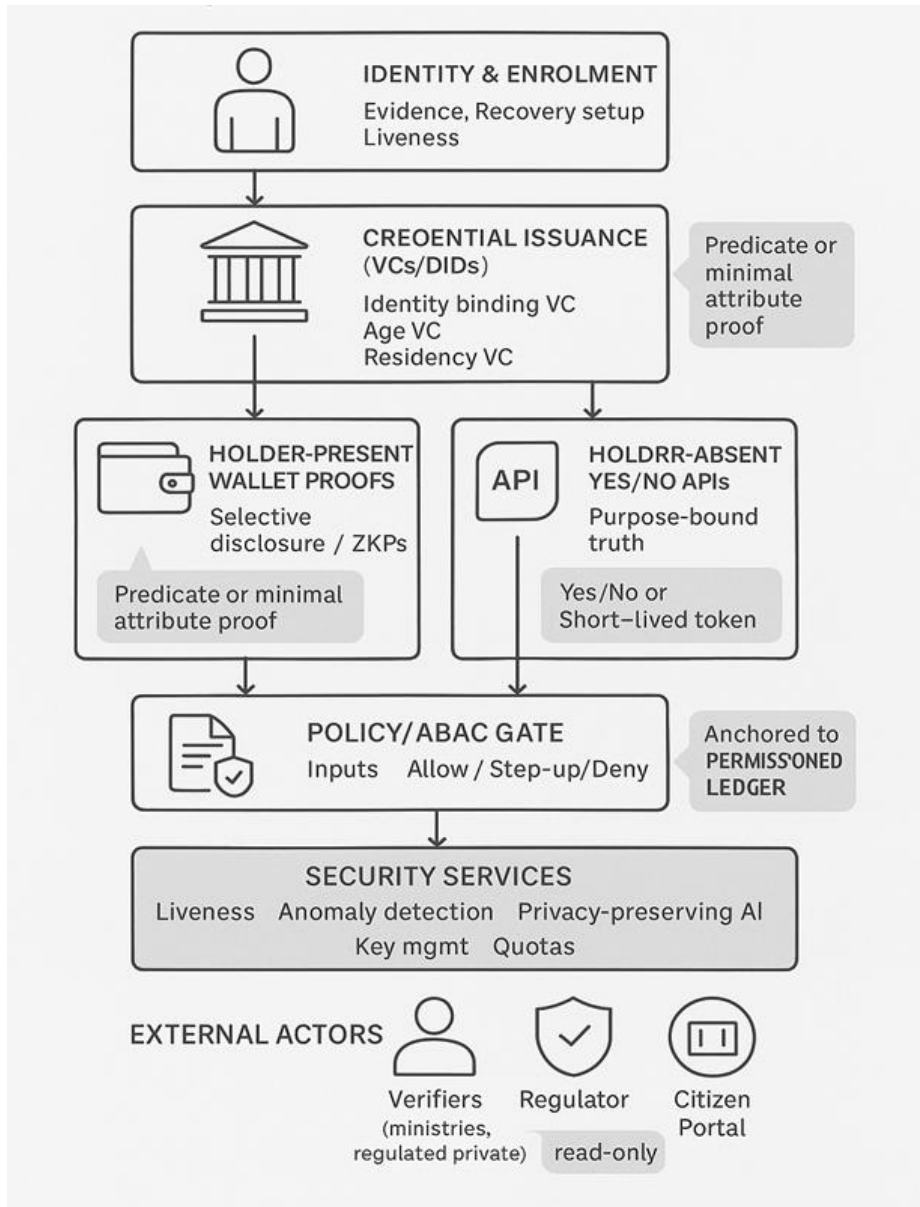 IDENTITY & ENROLMENT
Evidence, Recovery setup
Liveness
CREOENTIAL ISSUANCE
(VCs/DIDs)
Identity binding VC
Age VC
Residency VC
Predicate or
minimal
attribute
proof
HOLDER-PRESENT
WALLET PROOFS
Selective
disclosure / ZKPs
Predicate or minimal
attribute proof
API
HOLDRR-ABSENT
YES/NO APIs
Purpose-bound
truth
Yes/No or
Short-lived token
POLICY/ABAC GATE
Inputs Allow / Step-up/Deny
Anchored to
PERMISS'ONED
LEDGER
SECURITY SERVICES
Liveness Anomaly detection Privacy-preserving AI
Key mgmt Quotas
EXTERNAL ACTORS
Verifiers
(ministries,
regulated private)
Regulator
read-only
Citizen
Portal